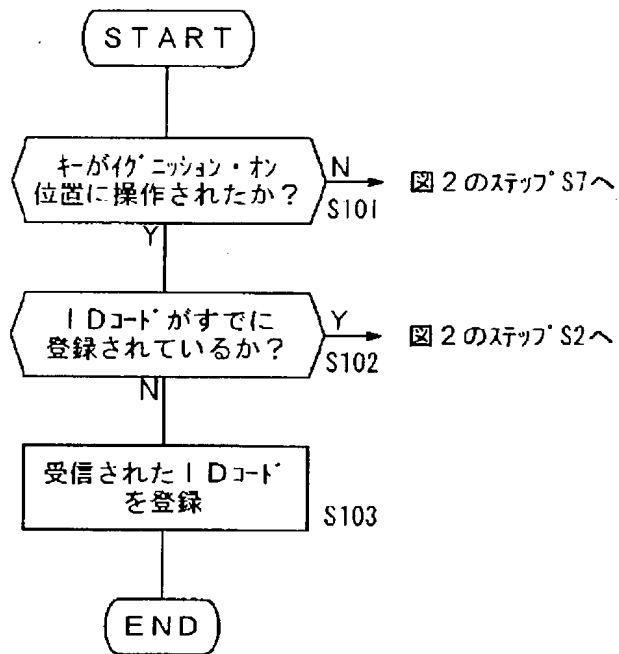 START
キーがイグニッション・オン
位置に操作されたか？
N
S101
図2のステップS7へ
Y
IDコードがすでに
登録されているか？
Y
S102
図2のステップS2へ
N
受信されたIDコード
を登録
S103
END